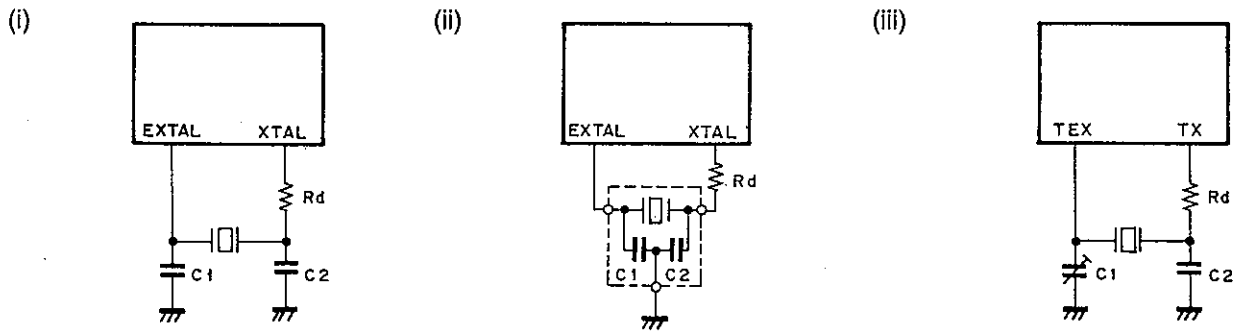 (i)
(ii)
(iii)
EXTAL XTAL
EXTAL XTAL
TEX TX
Rd
Rd
Rd
C1 C2
C1 C2
C1 C2